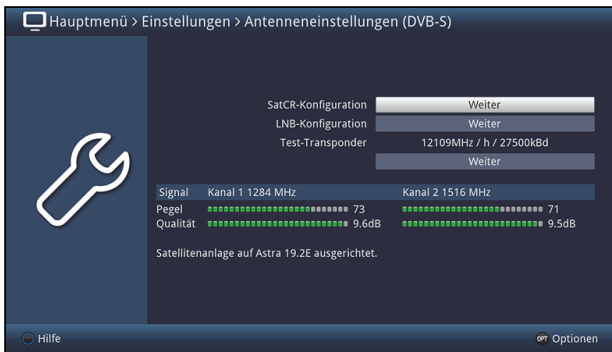 Hauptmenü > Einstellungen > Antenneneinstellungen (DVB-S)
SatCR-Konfiguration Weiter
LNB-Konfiguration Weiter
Test-Transponder 12109MHz / h / 27500kBd
Weiter
Signal Kanal 1 1284 MHz Kanal 2 1516 MHz
Pegel 73 71
Qualität 9.6dB 9.5dB
Satellitenanlage auf Astra 19.2E ausgerichtet.
Hilfe OPT Optionen